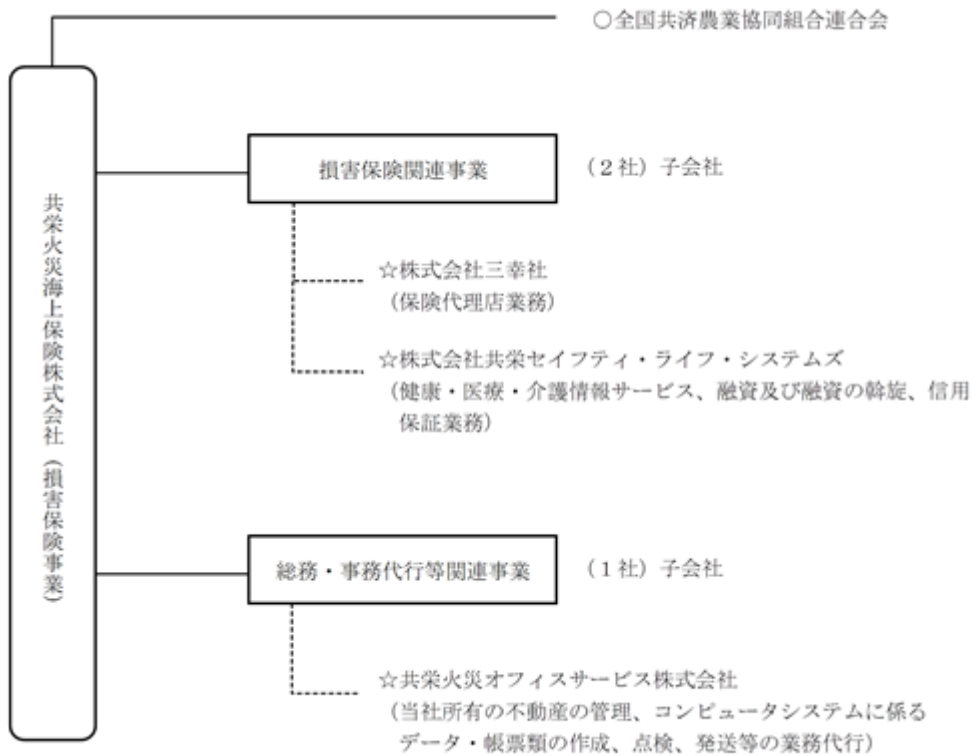 ○全国共済農業協同組合連合会
共栄火災海上保険株式会社（損害保険事業）
損害保険関連事業
（２社）子会社
☆株式会社三幸社
（保険代理店業務）
☆株式会社共栄セイフティ・ライフ・システムズ
（健康・医療・介護情報サービス、融資及び融資の斡旋、信用
保証業務）
総務・事務代行等関連事業
（１社）子会社
☆共栄火災オフィスサービス株式会社
（当社所有の不動産の管理、コンピュータシステムに係る
データ・帳票類の作成、点検、発送等の業務代行）